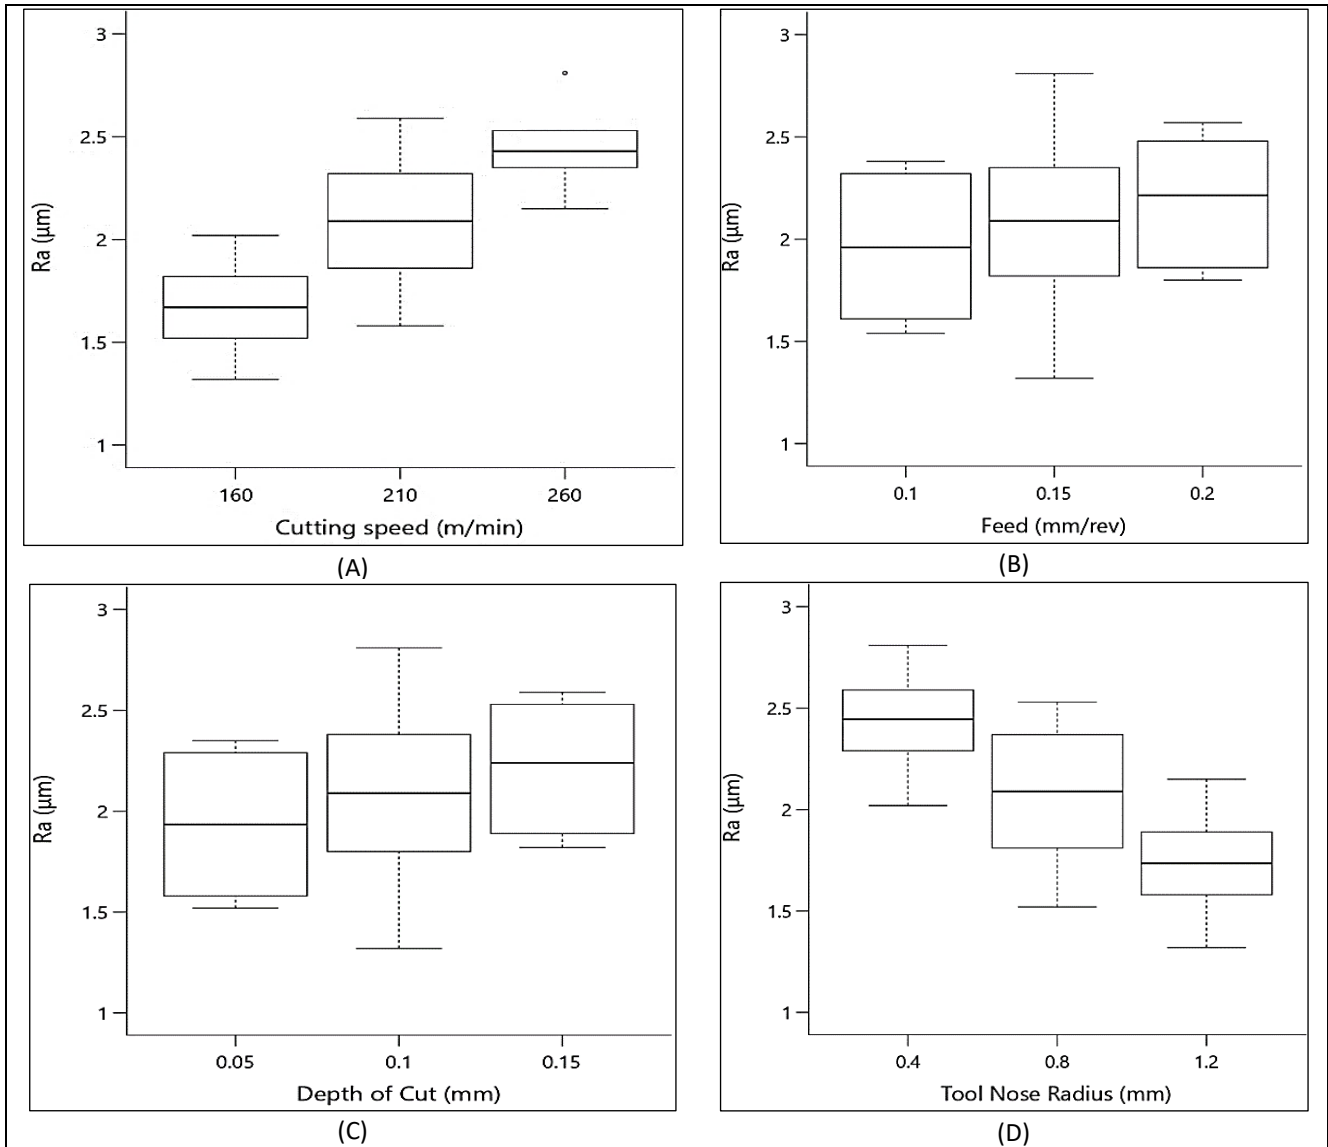 3
2.5
2
1.5
1
Ra (μm)
160 210 260
Cutting speed (m/min)
(A)
3
2.5
2
1.5
1
Ra (μm)
0.1 0.15 0.2
Feed (mm/rev)
(B)
3
2.5
2
1.5
1
Ra (μm)
0.05 0.1 0.15
Depth of Cut (mm)
(C)
3
2.5
2
1.5
1
Ra (μm)
0.4 0.8 1.2
Tool Nose Radius (mm)
(D)